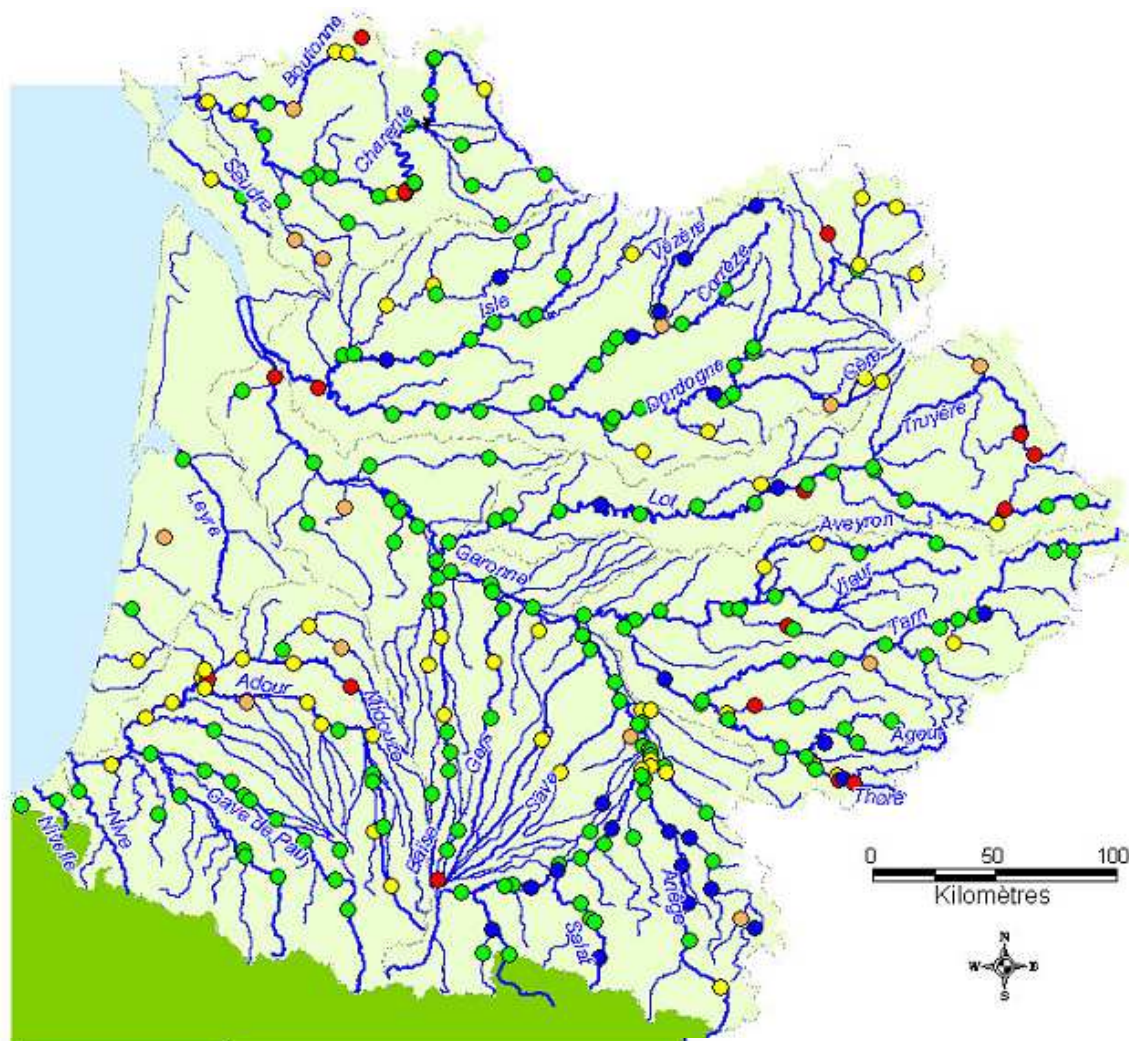 Boutonne
Charente
Seudre
Vézère
Corrèze
Isle
Dordogne
Cère
Truyère
Lot
Leyre
Aveyron
Garonne
Viaur
Tarn
Adour
Midouze
Gers
Agout
Save
Thoré
Gave de Pau
Nive
Nivelle
Baïse
Ariège
Salat
0 50 100
Kilomètres
N
W E
S